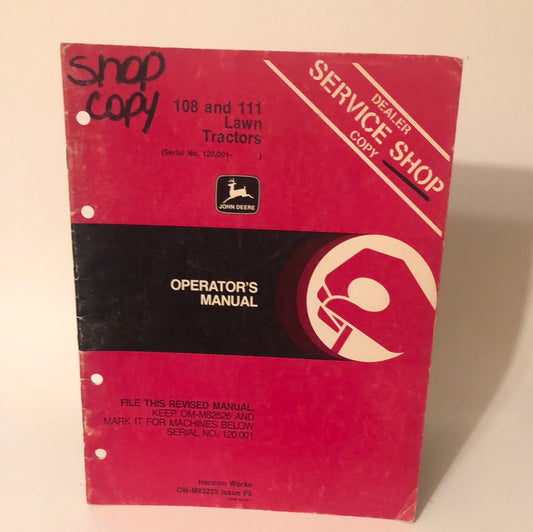 Shop
copy
108 and 111
Lawn
Tractors
(Serial No. 120,001- )
DEALER
SERVICE SHOP
COPY
JOHN DEERE
OPERATOR'S
MANUAL
FILE THIS REVISED MANUAL.
KEEP OM-M82526 AND
MARK IT FOR MACHINES BELOW
SERIAL NO. 120,001
Horicon Works
OM-M83225 Issue F9